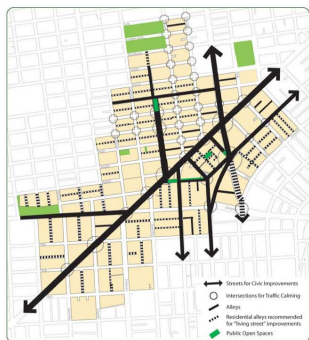 Streets for Civic Improvements
Intersections for Traffic Calming
Alleys
Residential alleys recommended
for "living street" improvements
Public Open Spaces